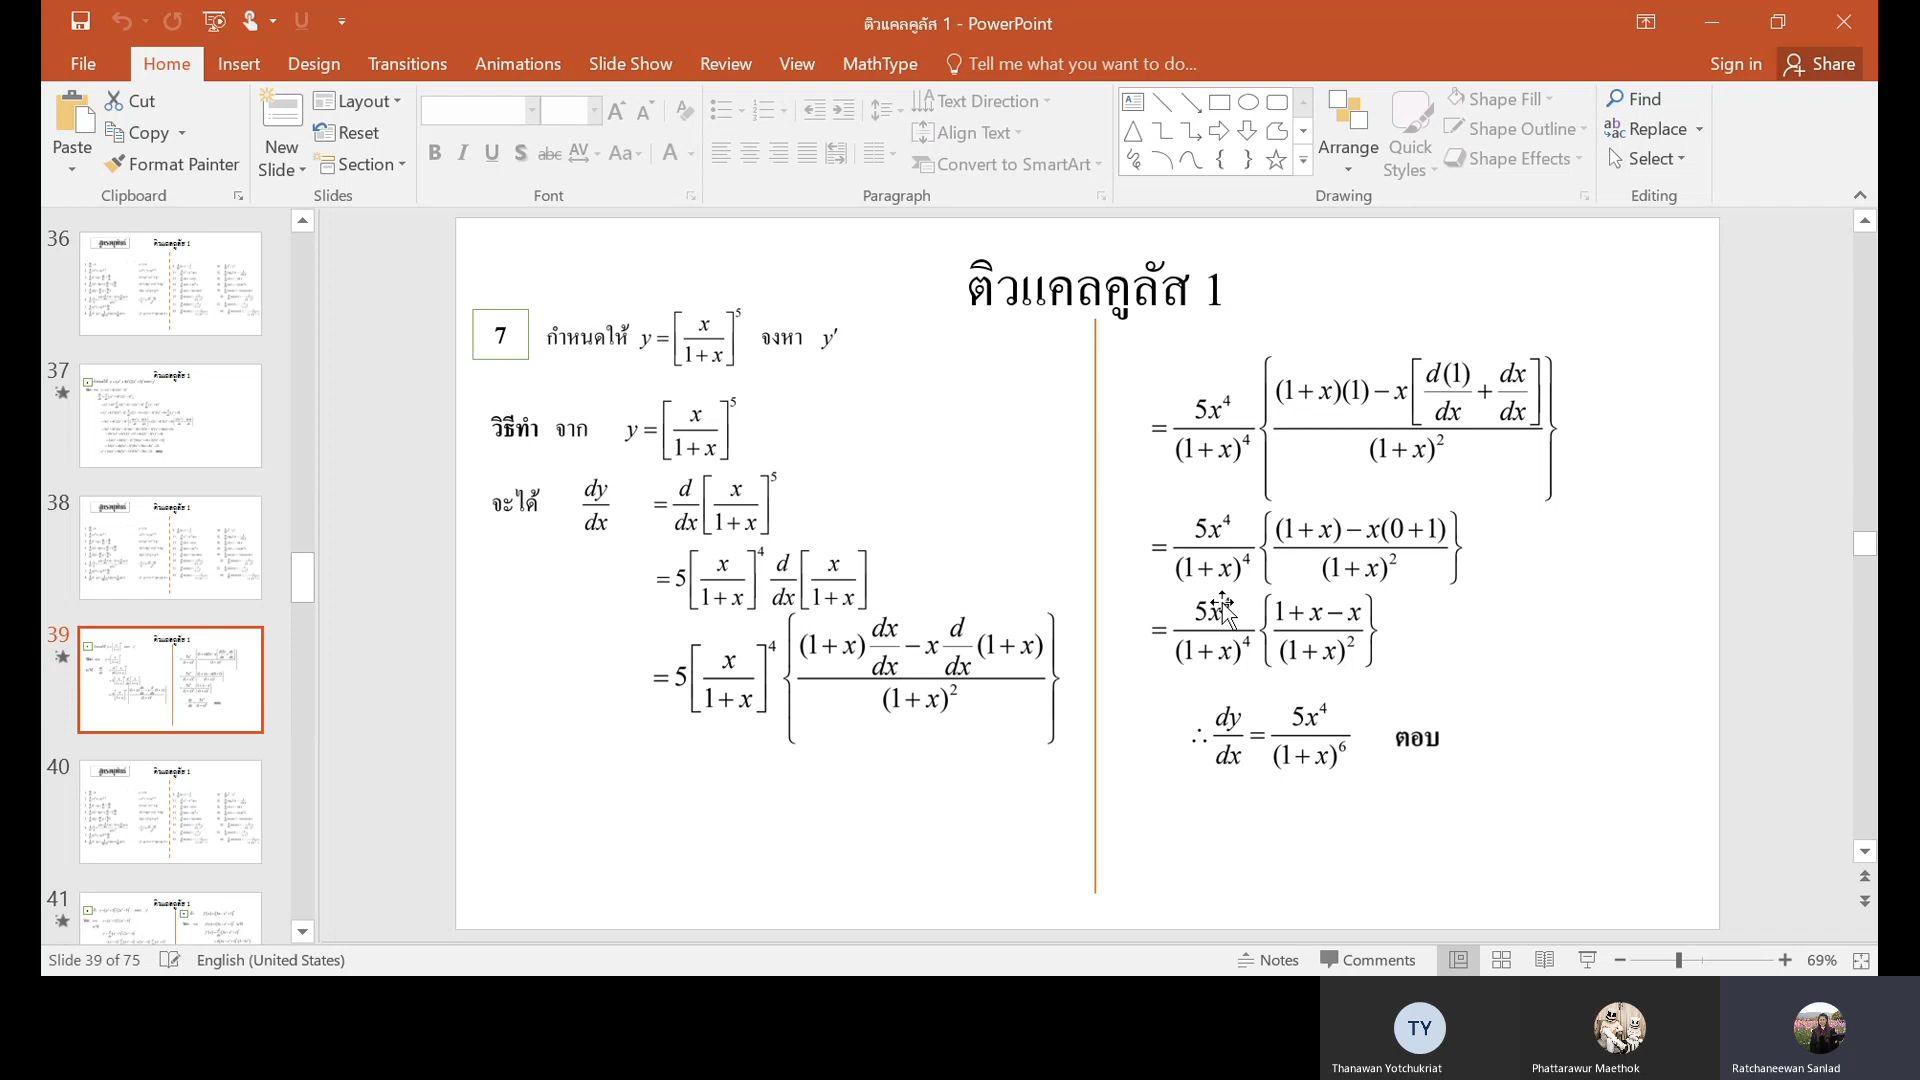 ติวแคลคูลัส 1 - PowerPoint
File Home Insert Design Transitions Animations Slide Show Review View MathType Tell me what you want to do... Sign in Share
Paste Cut Copy Format Painter
Clipboard
New Slide Layout Reset Section
Slides
B I U S abc AV Aa A
Font
Text Direction
Align Text
Convert to SmartArt
Paragraph
Arrange
Quick Styles
Shape Fill
Shape Outline
Shape Effects
Drawing
Find
Replace
Select
Editing
36
37
38
39
40
41
ติวแคลคูลัส 1
7 กำหนดให้ y = [x/(1+x)]^5 จงหา y′
วิธีทำ จาก y = [x/(1+x)]^5
จะได้ dy/dx = d/dx [x/(1+x)]^5
= 5[x/(1+x)]^4 d/dx [x/(1+x)]
= 5[x/(1+x)]^4 {((1+x) dx/dx − x d/dx (1+x))/(1+x)^2}
= 5x^4/(1+x)^4 {((1+x)(1) − x[d(1)/dx + dx/dx])/(1+x)^2}
= 5x^4/(1+x)^4 {((1+x) − x(0+1))/(1+x)^2}
= 5x^4/(1+x)^4 {(1+x−x)/(1+x)^2}
∴ dy/dx = 5x^4/(1+x)^6 ตอบ
Slide 39 of 75 English (United States) Notes Comments 69%
TY
Thanawan Yotchukriat Phattarawur Maethok Ratchaneewan Sanlad